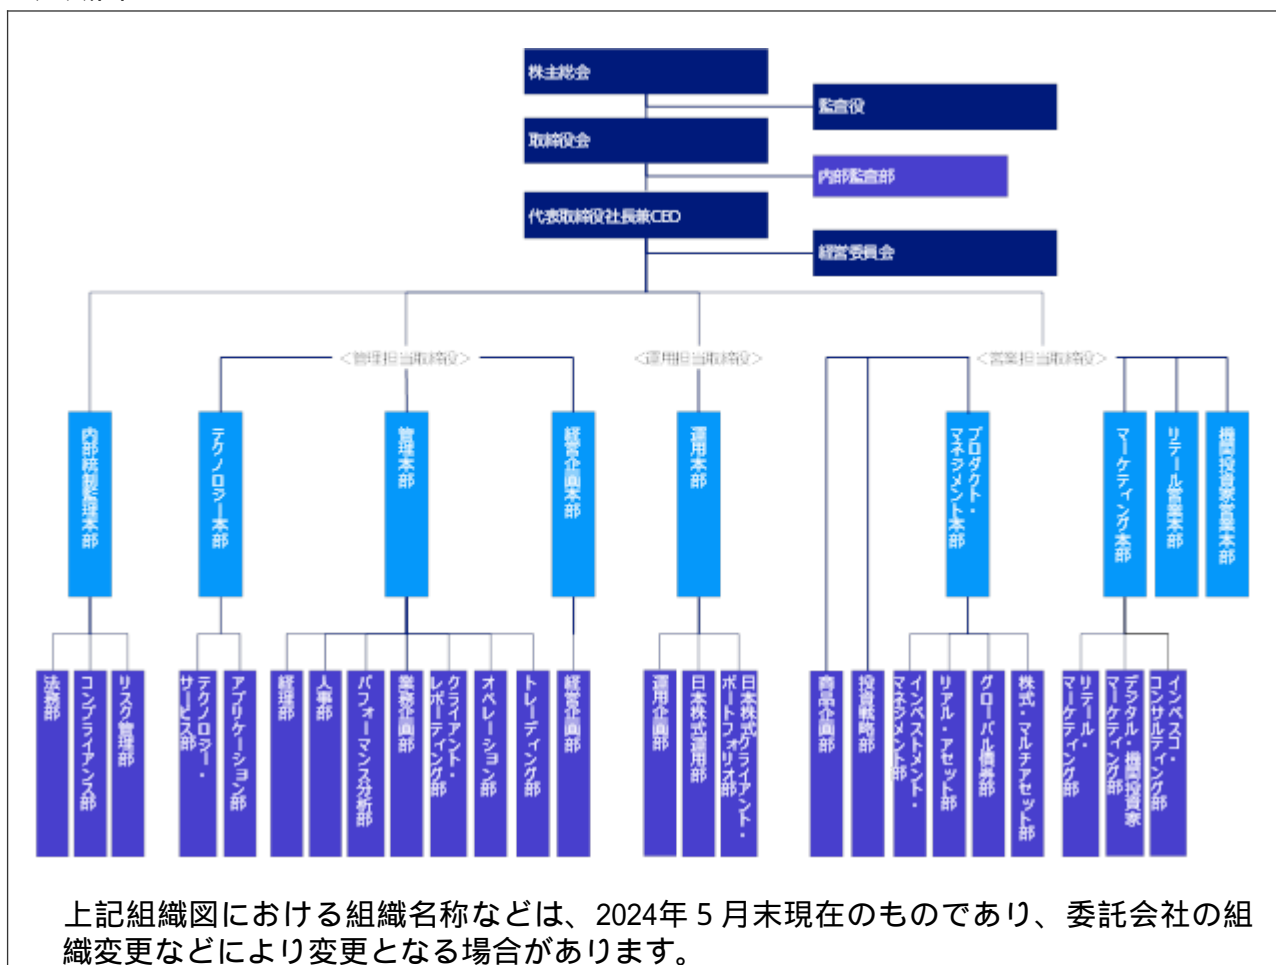 株主総会
監査役
取締役会
内部監査部
代表取締役社長兼CEO
経営委員会
<管理担当取締役>
<運用担当取締役>
<営業担当取締役>
内部統制監理本部
テクノロジー本部
管理本部
経営企画本部
運用本部
プロダクト・
マネジメント本部
マーケティング本部
リテール営業本部
機関投資家営業本部
法務部
コンプライアンス部
リスク管理部
テクノロジー・
サービス部
アプリケーション部
経理部
人事部
パフォーマンス分析部
業務企画部
クライアント・
レポーティング部
オペレーション部
トレーディング部
経営企画部
運用企画部
日本株式運用部
日本株式クライアント・
ポートフォリオ部
商品企画部
投資戦略部
インベストメント・
マネジメント部
リアル・アセット部
グローバル債券部
株式・マルチアセット部
リテール・
マーケティング部
デジタル・機関投資家
マーケティング部
インベスコ・
コンサルティング部
上記組織図における組織名称などは、2024年5月末現在のものであり、委託会社の組
織変更などにより変更となる場合があります。